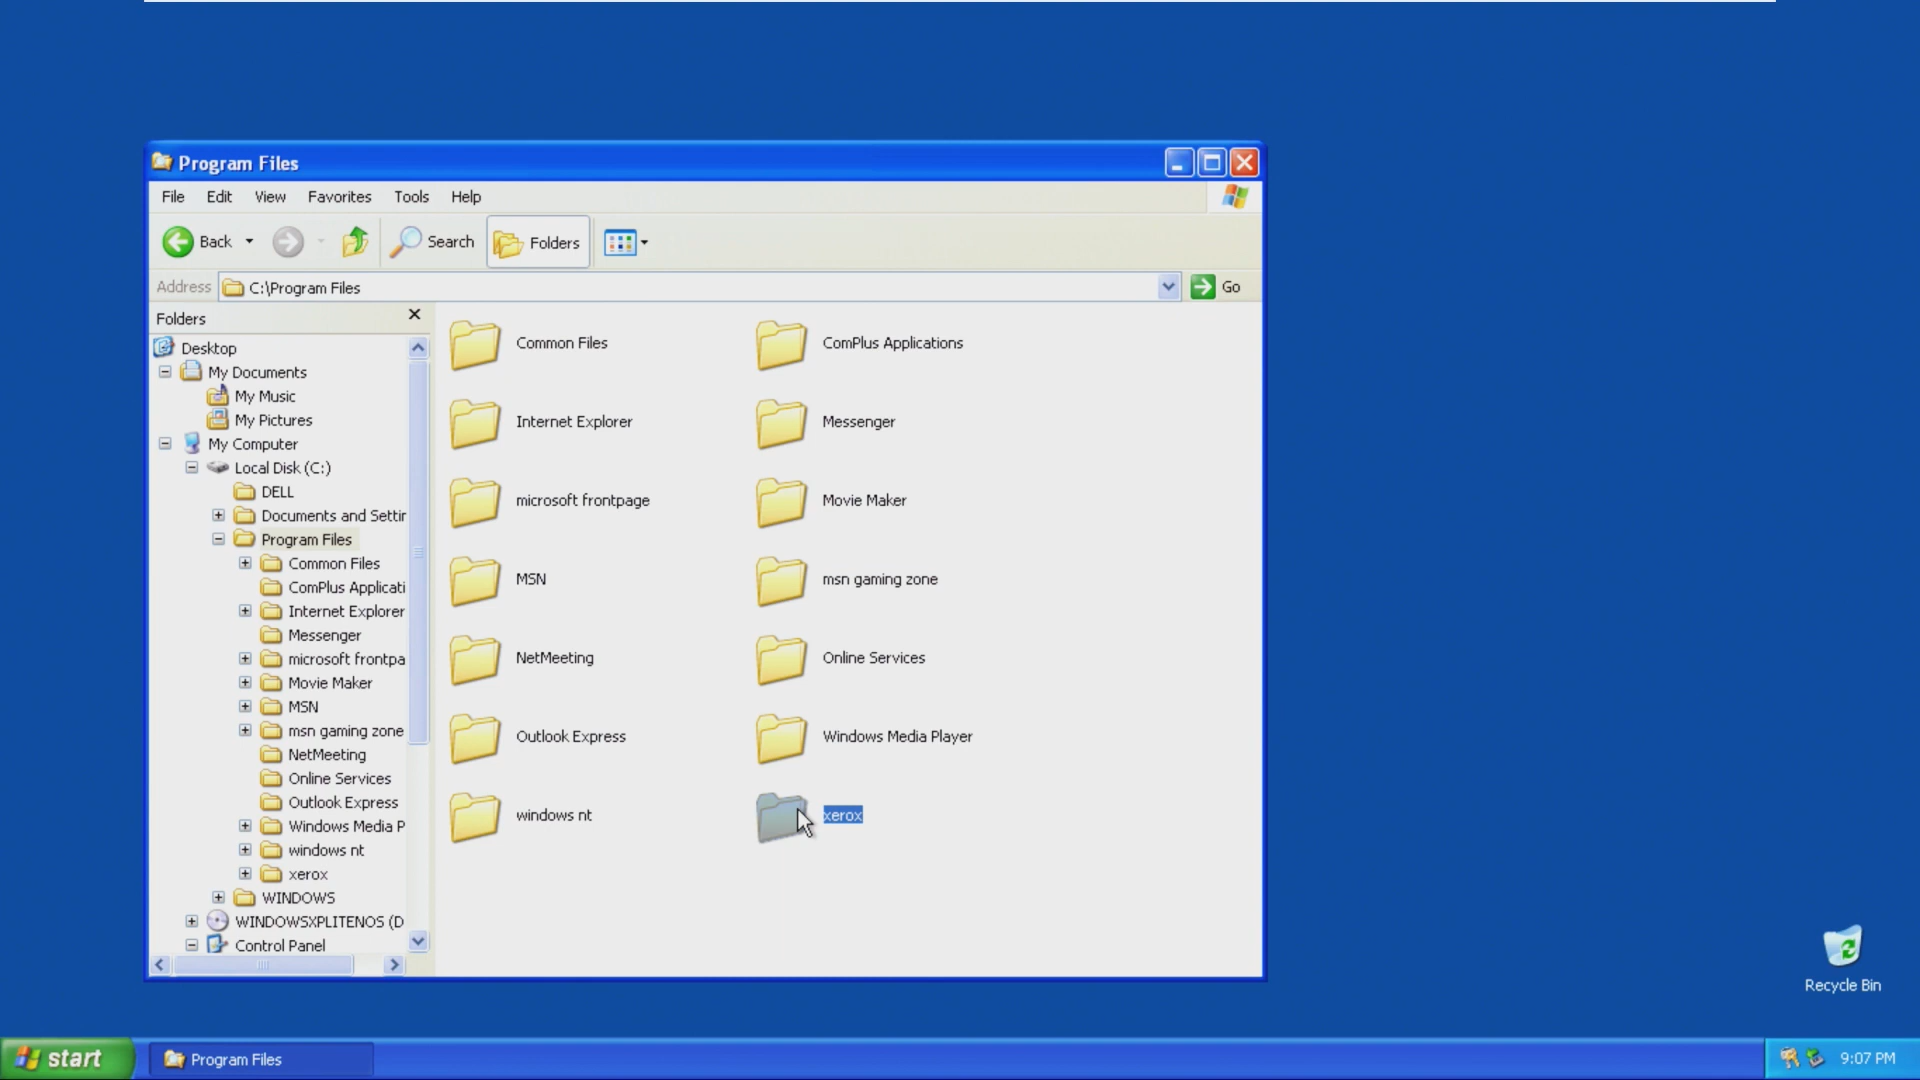 Program Files
File Edit View Favorites Tools Help
Back Search Folders
Address C:\Program Files Go
Folders
Desktop
My Documents
My Music
My Pictures
My Computer
Local Disk (C:)
DELL
Documents and Settin
Program Files
Common Files
ComPlus Applicati
Internet Explorer
Messenger
microsoft frontpa
Movie Maker
MSN
msn gaming zone
NetMeeting
Online Services
Outlook Express
Windows Media P
windows nt
xerox
WINDOWS
WINDOWSXPLITENOS (D
Control Panel
Common Files ComPlus Applications
Internet Explorer Messenger
microsoft frontpage Movie Maker
MSN msn gaming zone
NetMeeting Online Services
Outlook Express Windows Media Player
windows nt xerox
Recycle Bin
start Program Files 9:07 PM